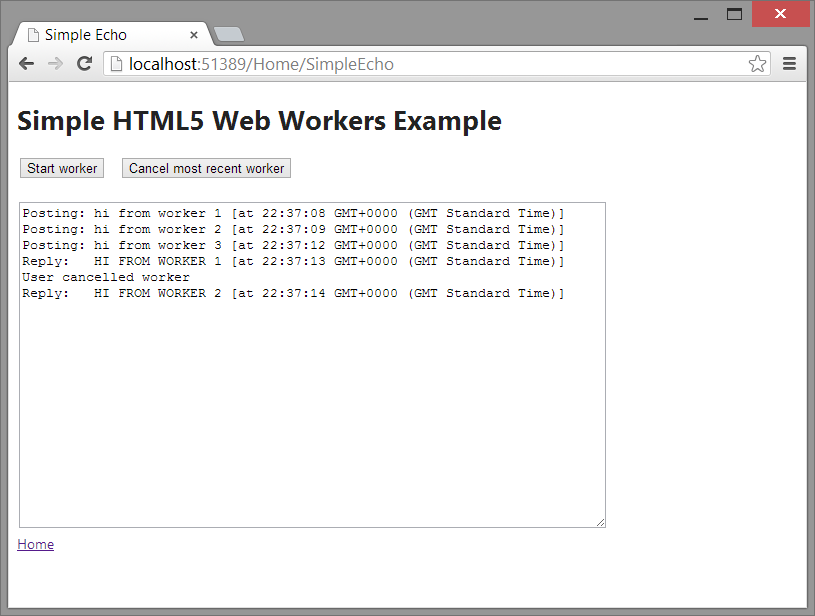 Simple Echo
localhost:51389/Home/SimpleEcho
Simple HTML5 Web Workers Example
Start worker Cancel most recent worker
Posting: hi from worker 1 [at 22:37:08 GMT+0000 (GMT Standard Time)]
Posting: hi from worker 2 [at 22:37:09 GMT+0000 (GMT Standard Time)]
Posting: hi from worker 3 [at 22:37:12 GMT+0000 (GMT Standard Time)]
Reply:   HI FROM WORKER 1 [at 22:37:13 GMT+0000 (GMT Standard Time)]
User cancelled worker
Reply:   HI FROM WORKER 2 [at 22:37:14 GMT+0000 (GMT Standard Time)]
Home